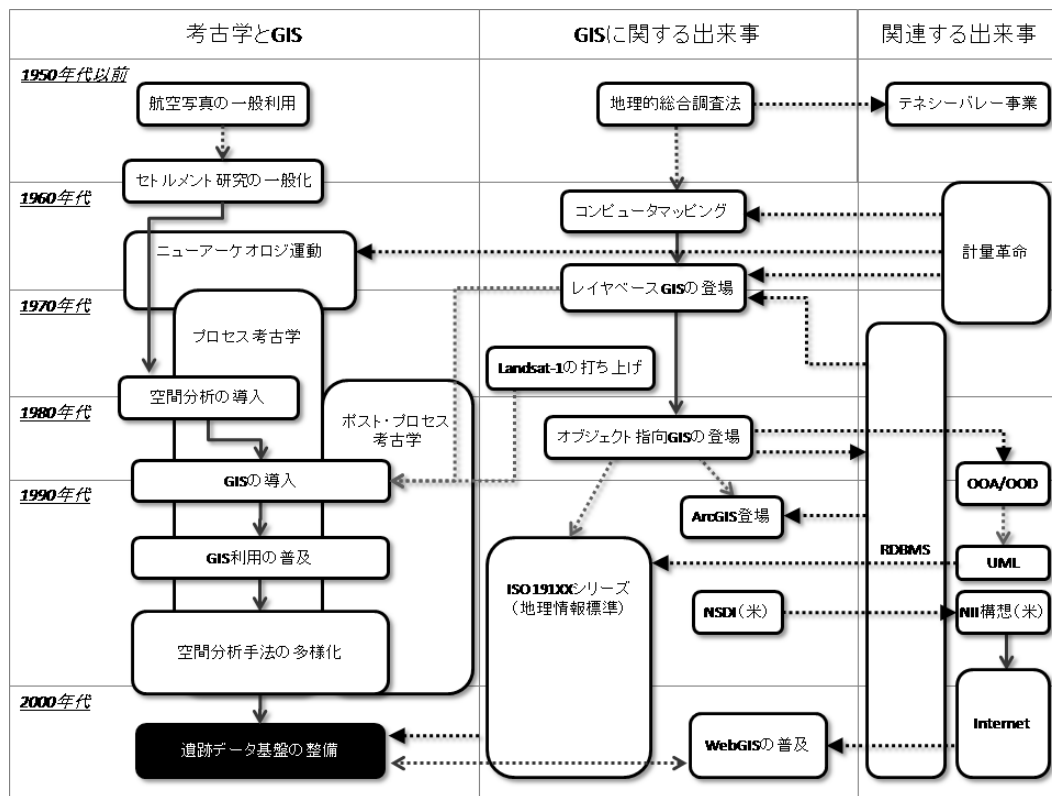 考古学とGIS
GISに関する出来事
関連する出来事
1950年代以前
航空写真の一般利用
地理的総合調査法
テネシーバレー事業
セトルメント研究の一般化
1960年代
コンピュータマッピング
ニューアーケオロジ運動
計量革命
レイヤベースGISの登場
1970年代
プロセス考古学
Landsat-1の打ち上げ
空間分析の導入
1980年代
ポスト・プロセス
考古学
オブジェクト指向GISの登場
GISの導入
OOA/OOD
1990年代
ArcGIS登場
RDBMS
GIS利用の普及
UML
ISO191XXシリーズ
（地理情報標準）
NSDI（米）
NII構想（米）
空間分析手法の多様化
2000年代
遺跡データ基盤の整備
WebGISの普及
Internet